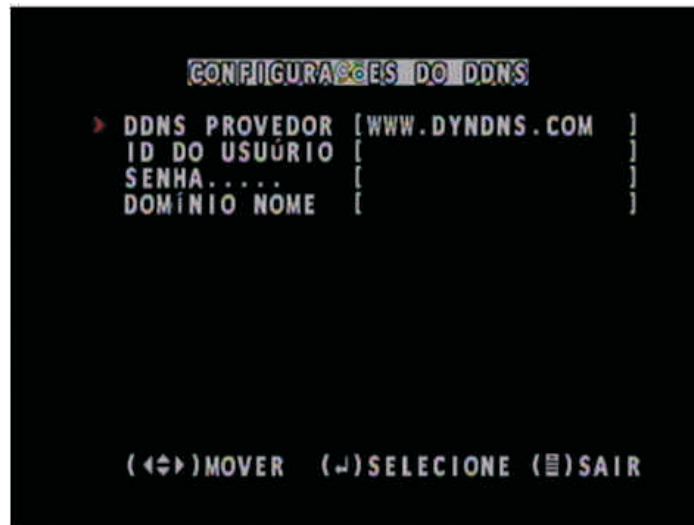 CONFIGURAÇÕES DO DDNS
DDNS PROVEDOR [WWW.DYNDNS.COM ]
ID DO USUÚRIO [ ]
SENHA..... [ ]
DOMÍNIO NOME [ ]
(◂⬍▸)MOVER (↲)SELECIONE (▤)SAIR